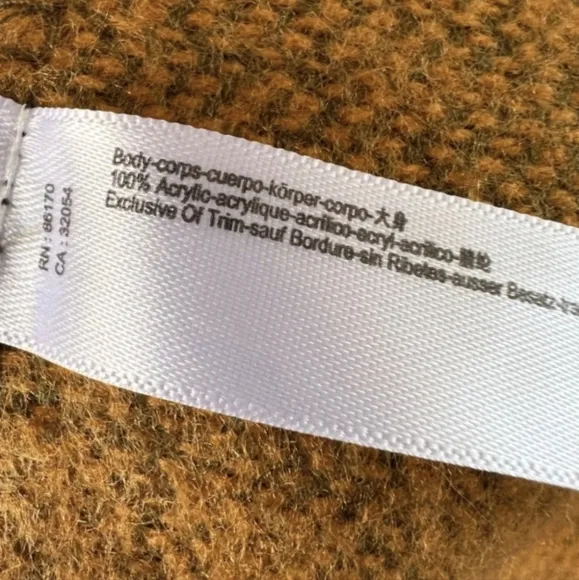 RN : 86170
CA : 32054
Body-corps-cuerpo-körper-corpo-大身
100% Acrylic-acrylique-acrílico-acryl-acrilico-腈纶
Exclusive Of Trim-sauf Bordure-sin Ribetes-ausser Besatz-